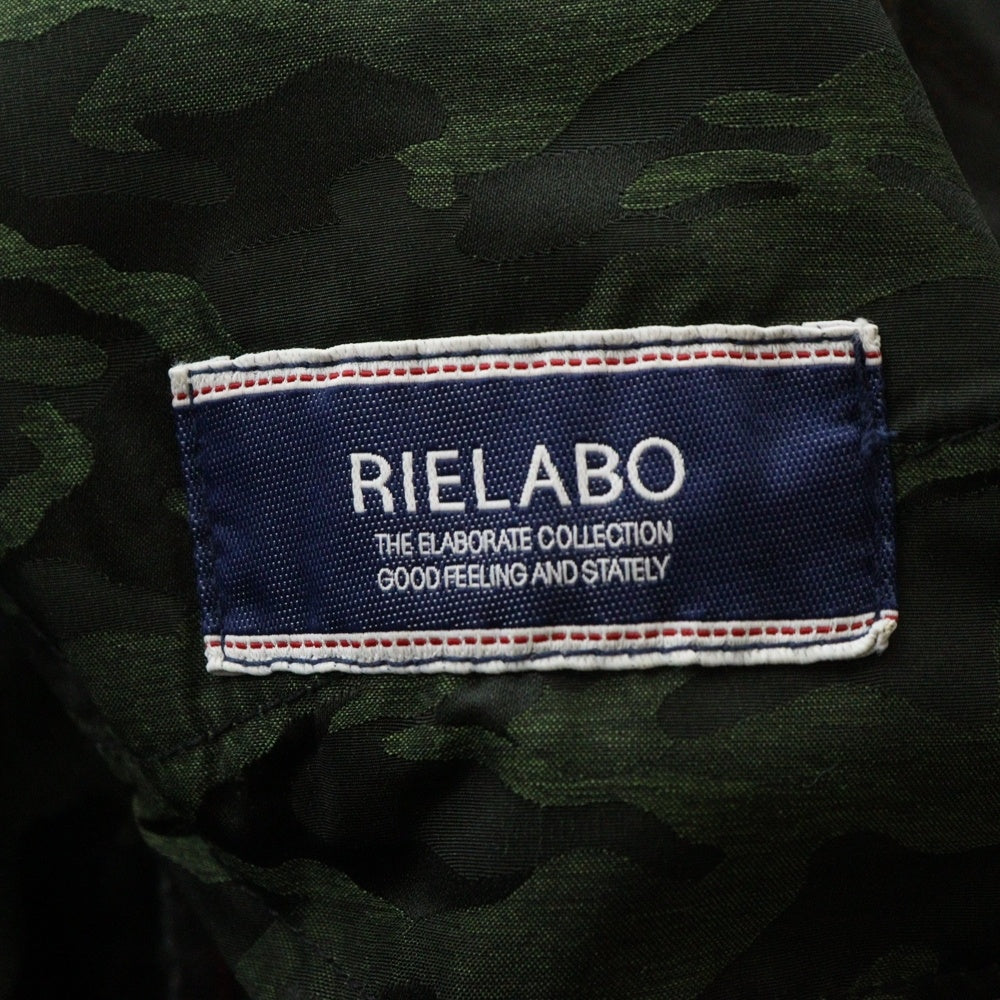 RIELABO
THE ELABORATE COLLECTION
GOOD FEELING AND STATELY